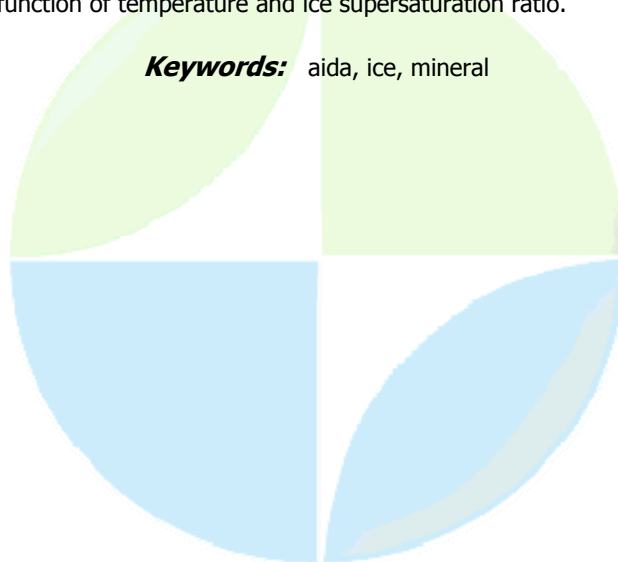 function of temperature and ice supersaturation ratio.
Keywords: aida, ice, mineral